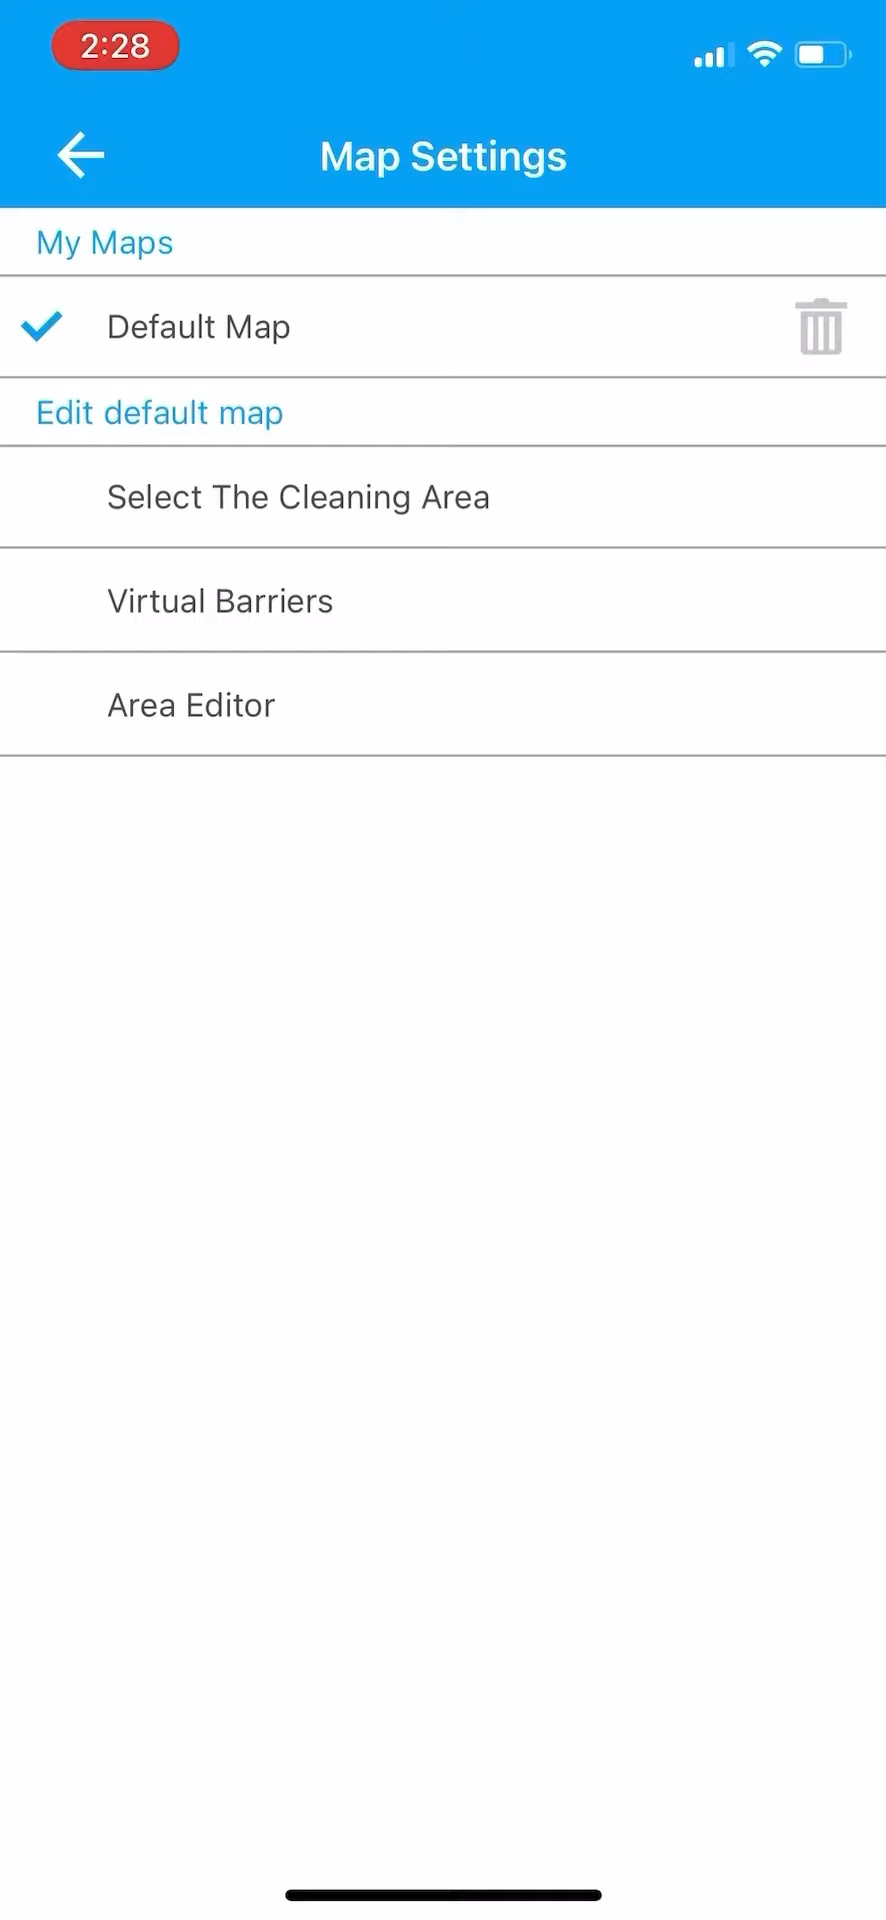 2:28
Map Settings
My Maps
Default Map
Edit default map
Select The Cleaning Area
Virtual Barriers
Area Editor